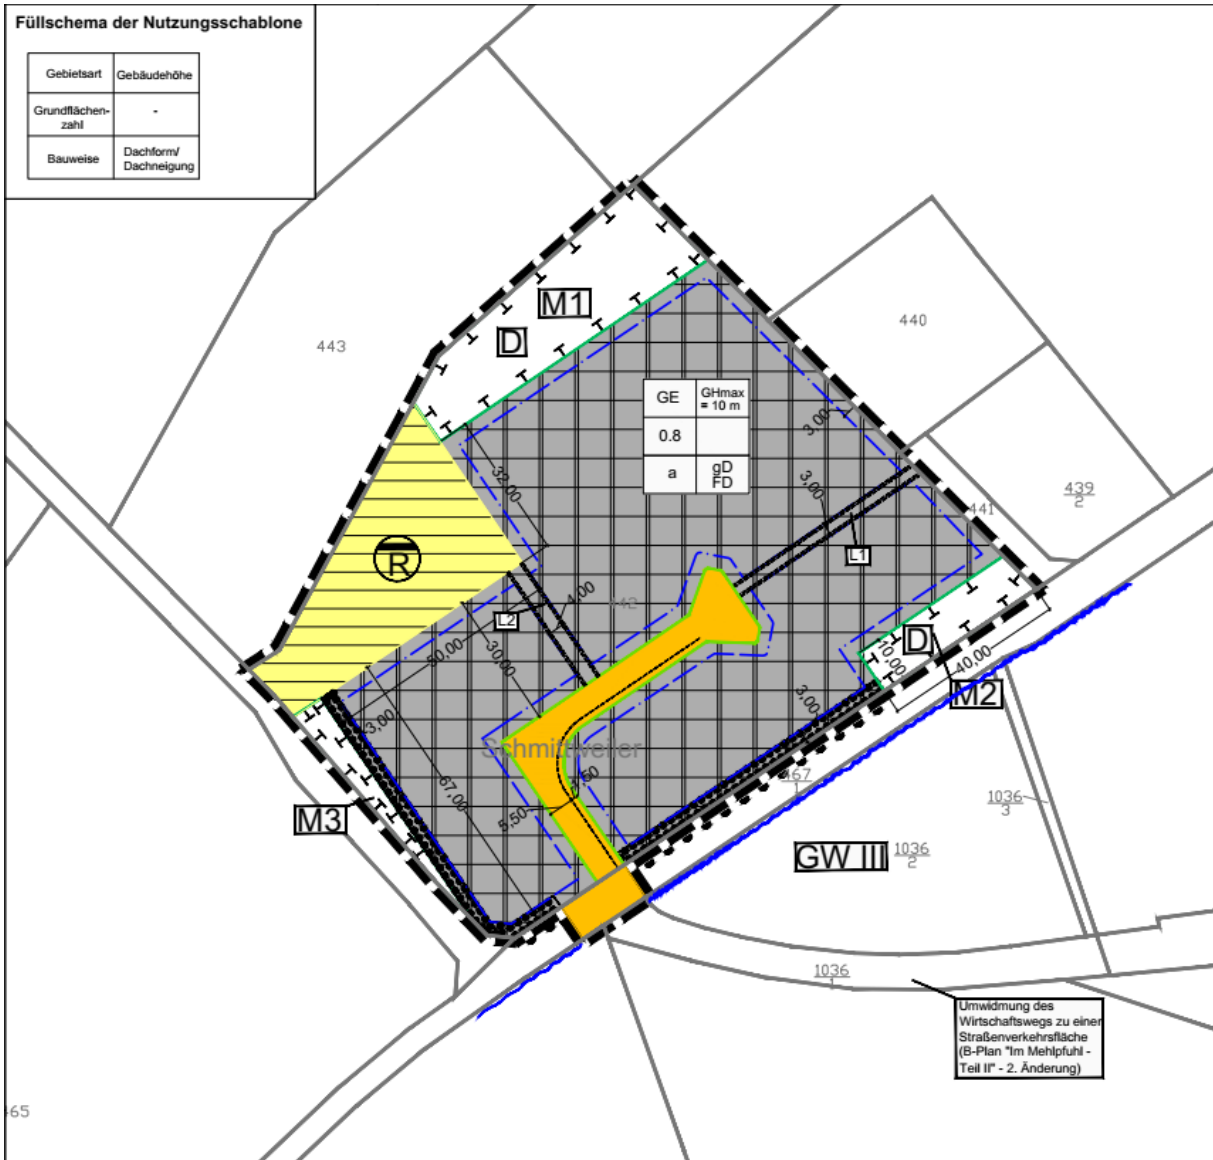 Füllschema der Nutzungsschablone
Gebietsart Gebäudehöhe
Grundflächen-
zahl -
Bauweise Dachform/
Dachneigung
443
M1
D
440
GE GHmax
= 10 m
0.8
a gD
FD
3,00
32,00
3,00
439
2
441
L1
R
4,00
442
L2
50,00
30,00
D
10,00
40,00
M2
3,00
3,00
Schmittweiler
67,00
1,50
5,50
467
1
1036
3
M3
GW III
1036
2
1036
1
Umwidmung des
Wirtschaftswegs zu einer
Straßenverkehrsfläche
(B-Plan "Im Mehlpfuhl -
Teil II" - 2. Änderung)
465